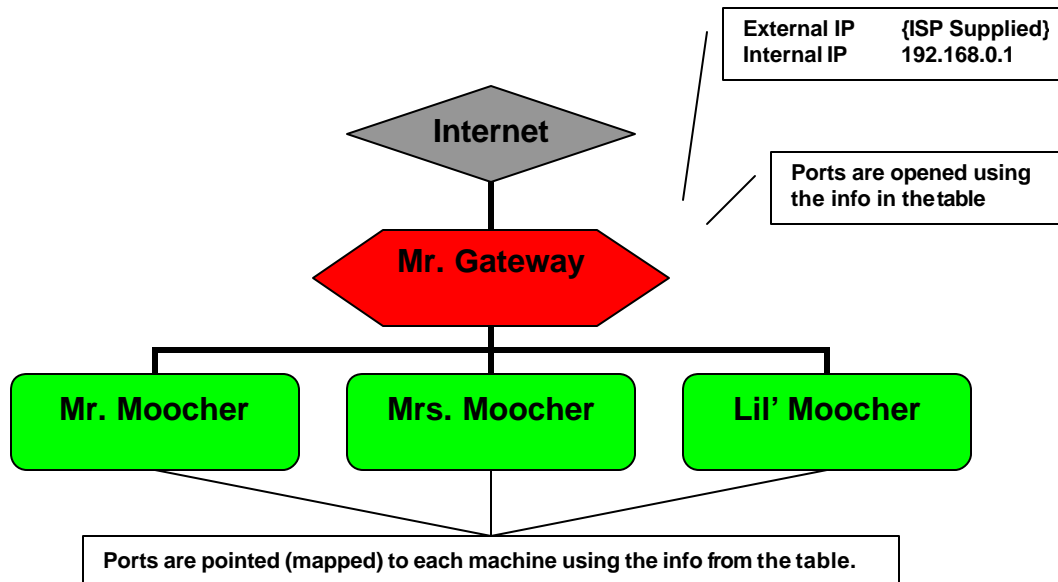 External IP {ISP Supplied}
Internal IP 192.168.0.1
Internet
Ports are opened using
the info in thetable
Mr. Gateway
Mr. Moocher
Mrs. Moocher
Lil’ Moocher
Ports are pointed (mapped) to each machine using the info from the table.